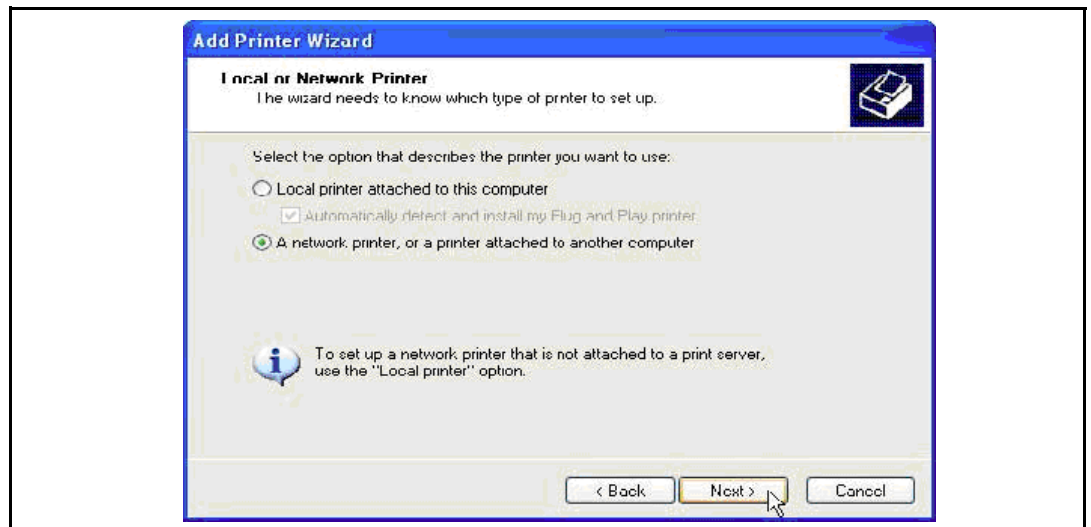 Add Printer Wizard
Local or Network Printer
The wizard needs to know which type of printer to set up.
Select the option that describes the printer you want to use:
Local printer attached to this computer
Automatically detect and install my Plug and Play printer
A network printer, or a printer attached to another computer
To set up a network printer that is not attached to a print server,
use the "Local printer" option.
< Back Next > Cancel